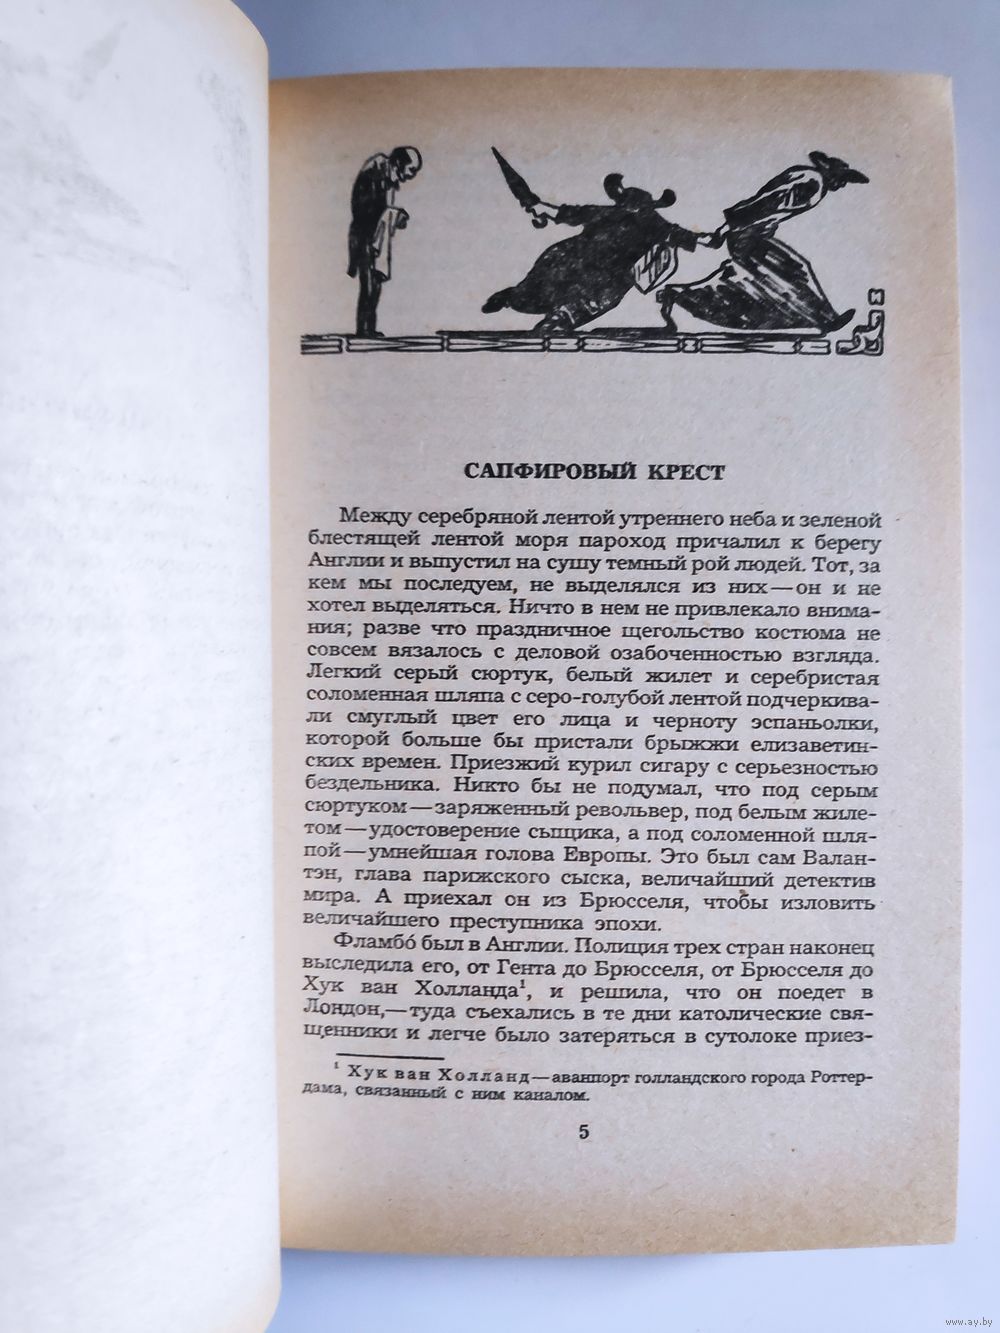 САПФИРОВЫЙ КРЕСТ
Между серебряной лентой утреннего неба и зеленой
блестящей лентой моря пароход причалил к берегу
Англии и выпустил на сушу темный рой людей. Тот, за
кем мы последуем, не выделялся из них—он и не
хотел выделяться. Ничто в нем не привлекало внима-
ния; разве что праздничное щегольство костюма не
совсем вязалось с деловой озабоченностью взгляда.
Легкий серый сюртук, белый жилет и серебристая
соломенная шляпа с серо-голубой лентой подчеркива-
ли смуглый цвет его лица и черноту эспаньолки,
которой больше бы пристали брыжжи елизаветин-
ских времен. Приезжий курил сигару с серьезностью
бездельника. Никто бы не подумал, что под серым
сюртуком—заряженный револьвер, под белым жиле-
том—удостоверение сыщика, а под соломенной шля-
пой—умнейшая голова Европы. Это был сам Валан-
тэн, глава парижского сыска, величайший детектив
мира. А приехал он из Брюсселя, чтобы изловить
величайшего преступника эпохи.
Фламбо́ был в Англии. Полиция трех стран наконец
выследила его, от Гента до Брюсселя, от Брюсселя до
Хук ван Холланда¹, и решила, что он поедет в
Лондон,—туда съехались в те дни католические свя-
щенники и легче было затеряться в сутолоке приез-
¹ Хук ван Холланд—аванпорт голландского города Роттер-
дама, связанный с ним каналом.
5
www.ay.by